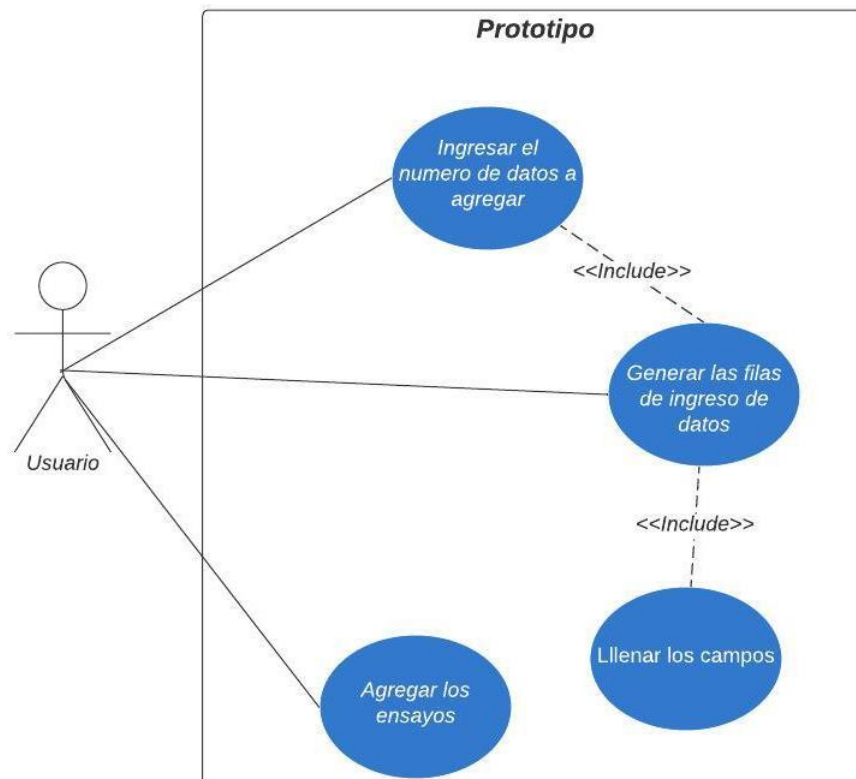 Prototipo
Ingresar el
numero de datos a
agregar
<<Include>>
Generar las filas
de ingreso de
datos
Usuario
<<Include>>
Lllenar los campos
Agregar los
ensayos